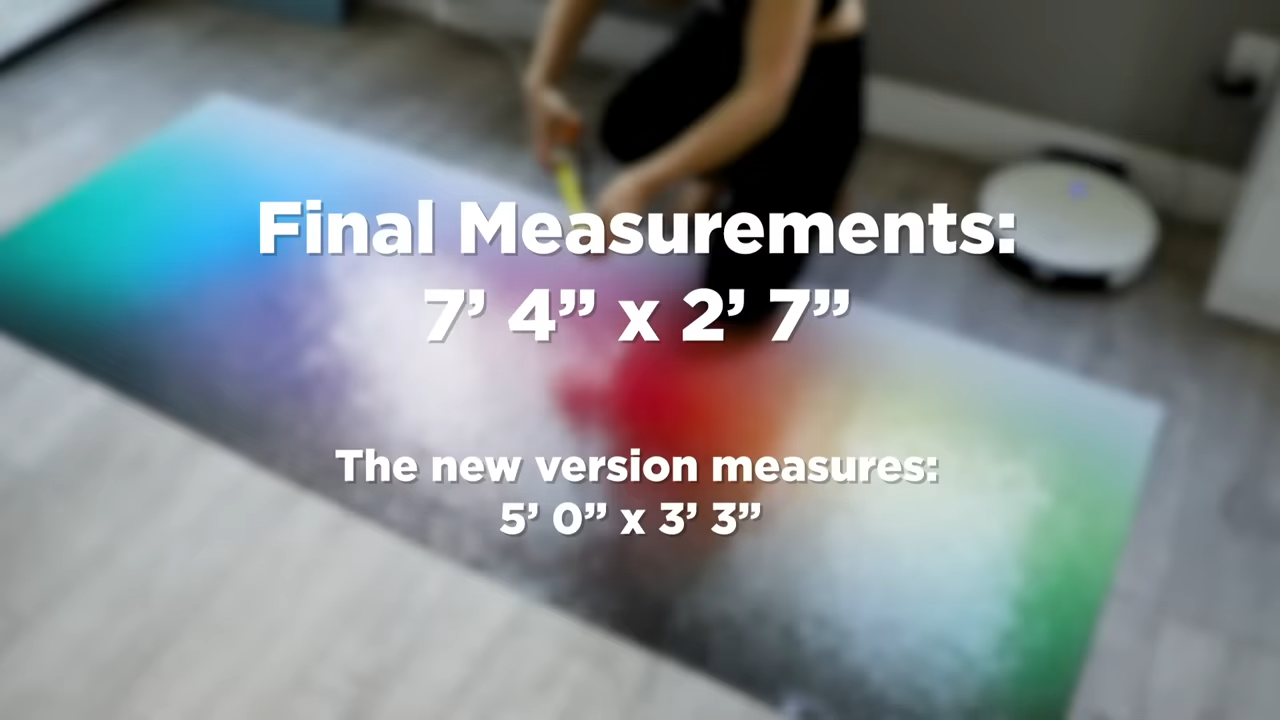 Final Measurements:
7’ 4” x 2’ 7”
The new version measures:
5’ 0” x 3’ 3”